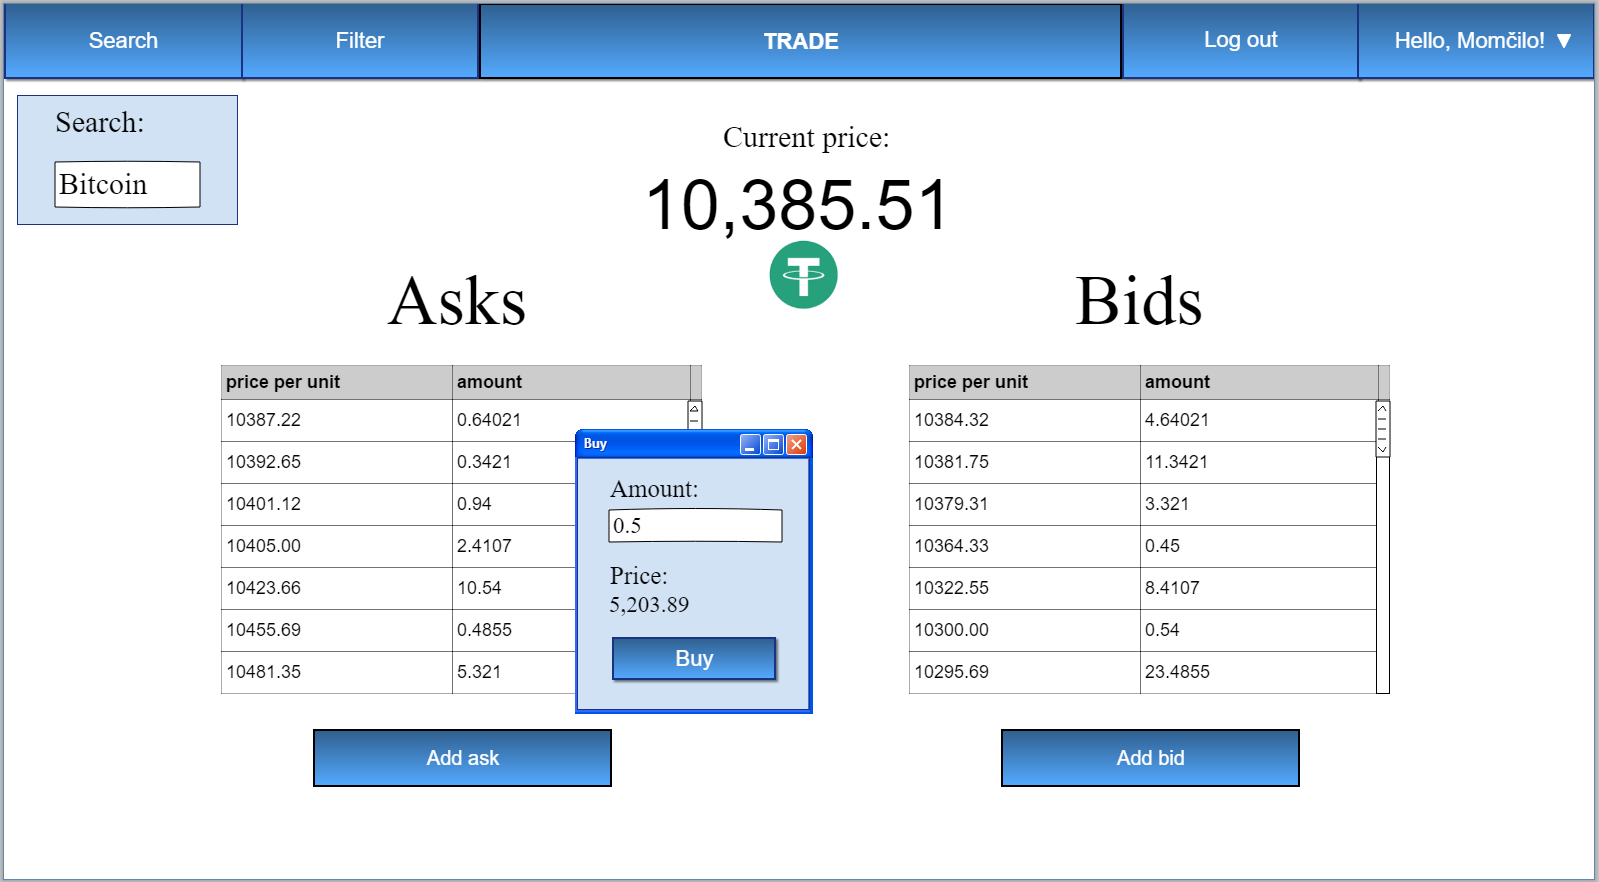 Search
Filter
TRADE
Log out
Hello, Momčilo! ▼
Search:
Bitcoin
Current price:
10,385.51
Asks
Bids
price per unit amount
10387.22 0.64021
10392.65 0.3421
10401.12 0.94
10405.00 2.4107
10423.66 10.54
10455.69 0.4855
10481.35 5.321
Buy
Amount:
0.5
Price:
5,203.89
Buy
price per unit amount
10384.32 4.64021
10381.75 11.3421
10379.31 3.321
10364.33 0.45
10322.55 8.4107
10300.00 0.54
10295.69 23.4855
Add ask
Add bid